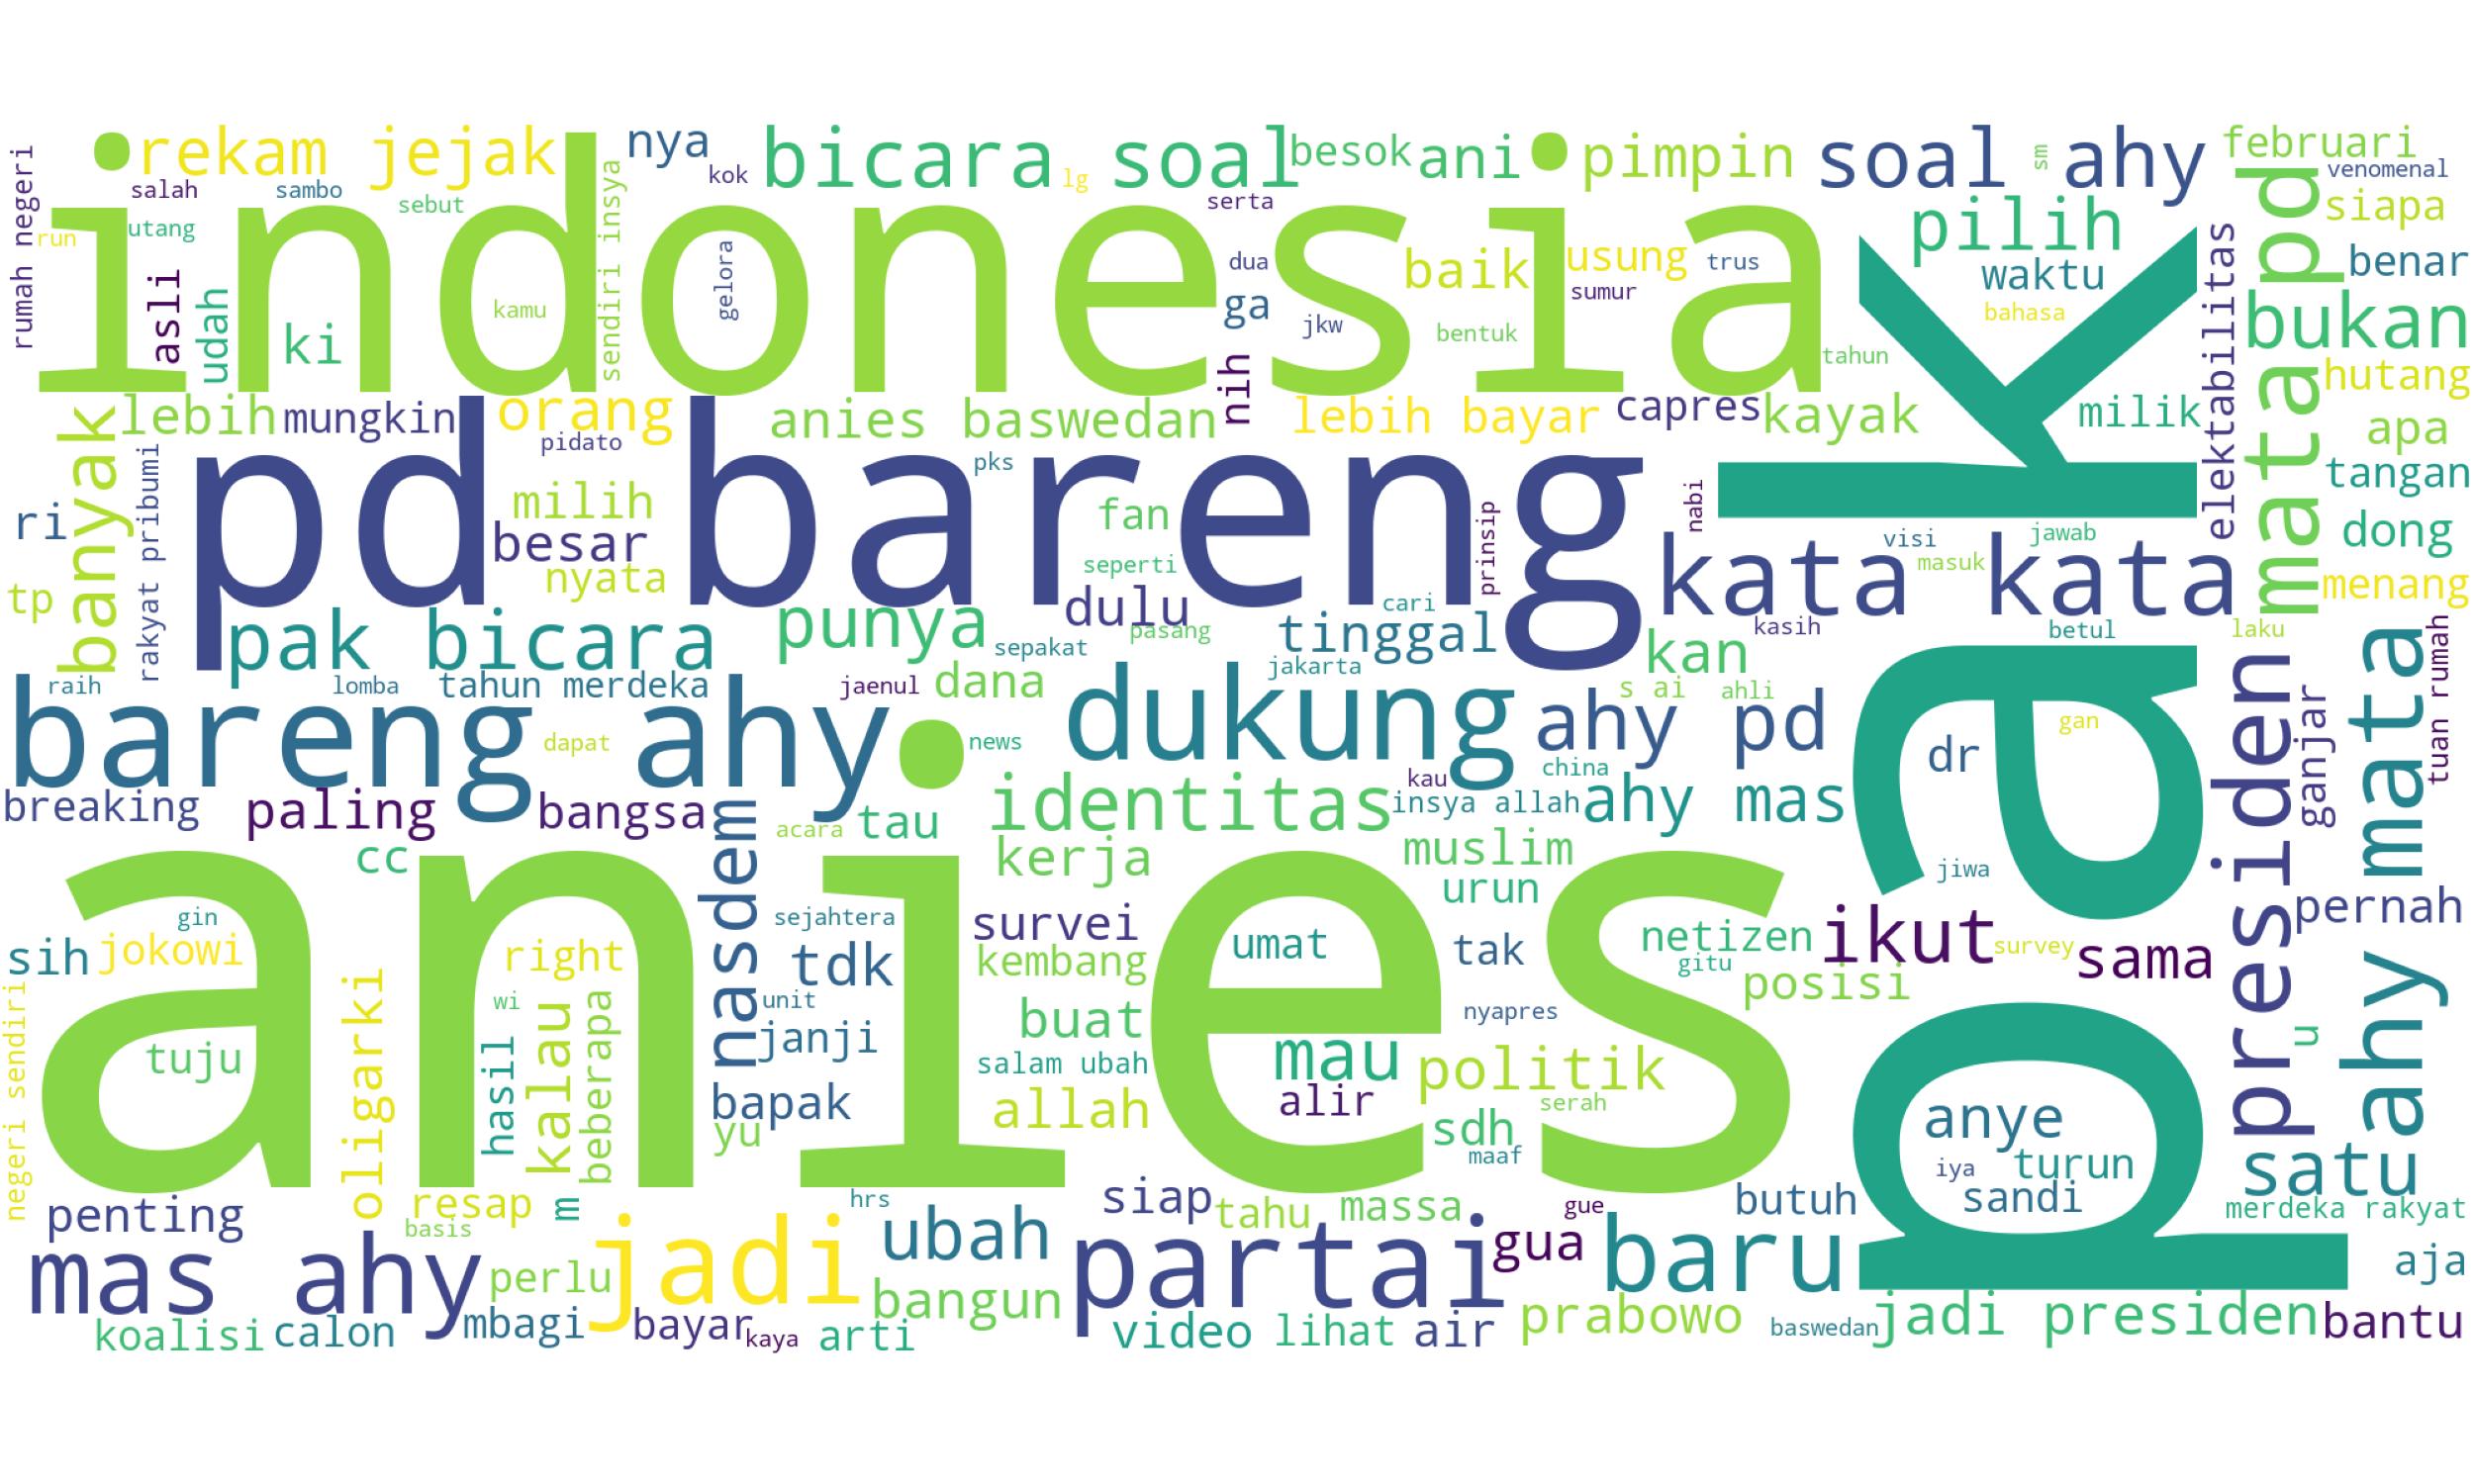 rekam jejak
nya
kok
bicara soal
lg
besok
ani
pimpin
soal ahy
sm
februari
venomenal
rumah negeri
salah
sambo
sebut
utang
run
indonesia
sendiri insya
serta
pilih
siapa
asli
udah
ki
kamu
gelora
dua
ga
jkw
baik
usung
trus
sumur
bentuk
tahun
waktu
bahasa
elektabilitas
mata pd
benar
bukan
hutang
banyak
lebih
mungkin
orang
pidato
anies baswedan
nih
lebih bayar
capres
kayak
milik
apa
tangan
ri
rakyat pribumi
pd bareng
milih
besar
nyata
pks
fan
seperti
prinsip
nabi
kata kata
visi
jawab
masuk
dong
menang
tp
pak bicara
punya
dulu
pasang
sepakat
cari
tinggal
kan
kasih
betul
laku
tuan rumah
raih
lomba
tahun merdeka
jaenul
dana
jakarta
s ai
ahli
bareng ahy
dapat
news
dukung
ahy pd
pak
dr
gan
presiden
ganjar
mata
breaking
paling
bangsa
nasdem
acara
tau
identitas
kau
china
insya allah
ahy mas
cc
kerja
muslim
urun
jiwa
anies
gin
sih
jokowi
right
sejahtera
tdk
survei
kembang
umat
tak
netizen
gitu
ikut
survey
sama
posisi
pernah
negeri sendiri
oligarki
wi
hasil
kalau
beberapa
unit
janji
buat
nyapres
u
ahy
tuju
salam ubah
mau
politik
bapak
yu
allah
alir
serah
sdh
maaf
anye
iya
turun
sandi
satu
penting
resap
basis
m
hrs
siap
tahu
massa
gue
butuh
merdeka rakyat
mas ahy
perlu
jadi
ubah
partai
gua
baru
aja
bangun
koalisi
calon
mbagi
bayar
kaya
arti
video
lihat
air
prabowo
baswedan
jadi presiden
bantu